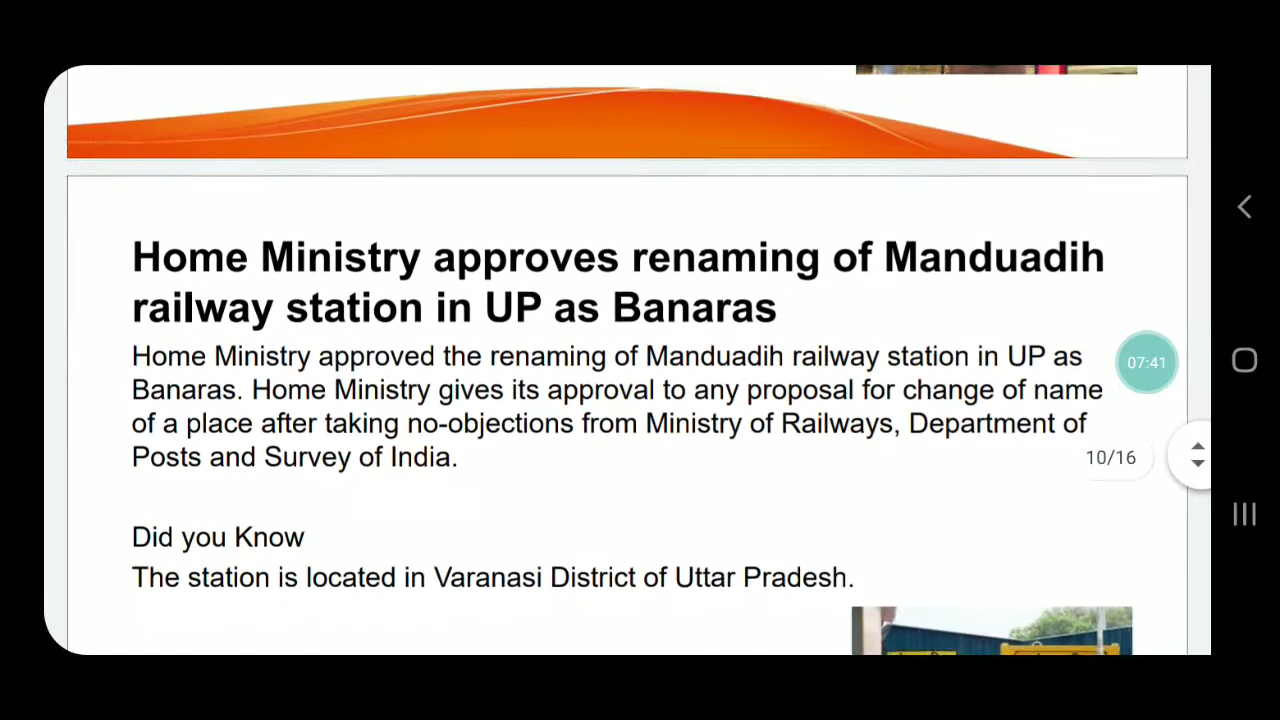 Home Ministry approves renaming of Manduadih
railway station in UP as Banaras
Home Ministry approved the renaming of Manduadih railway station in UP as
Banaras. Home Ministry gives its approval to any proposal for change of name
of a place after taking no-objections from Ministry of Railways, Department of
Posts and Survey of India.
07:41
10/16
Did you Know
The station is located in Varanasi District of Uttar Pradesh.